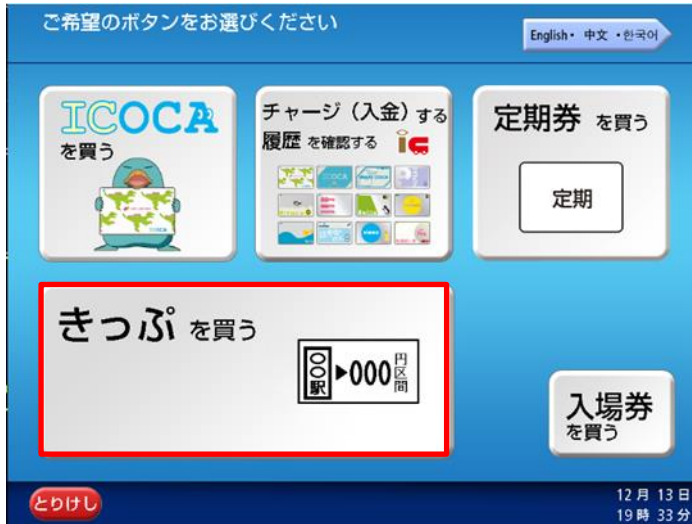 ご希望のボタンをお選びください
English・ 中文 ・한국어
ICOCA
を買う
チャージ（入金）する
履歴 を確認する
定期券 を買う
定期
きっぷ を買う
〇〇駅▶000円区間
入場券
を買う
とりけし
12月 13日
19時 33分